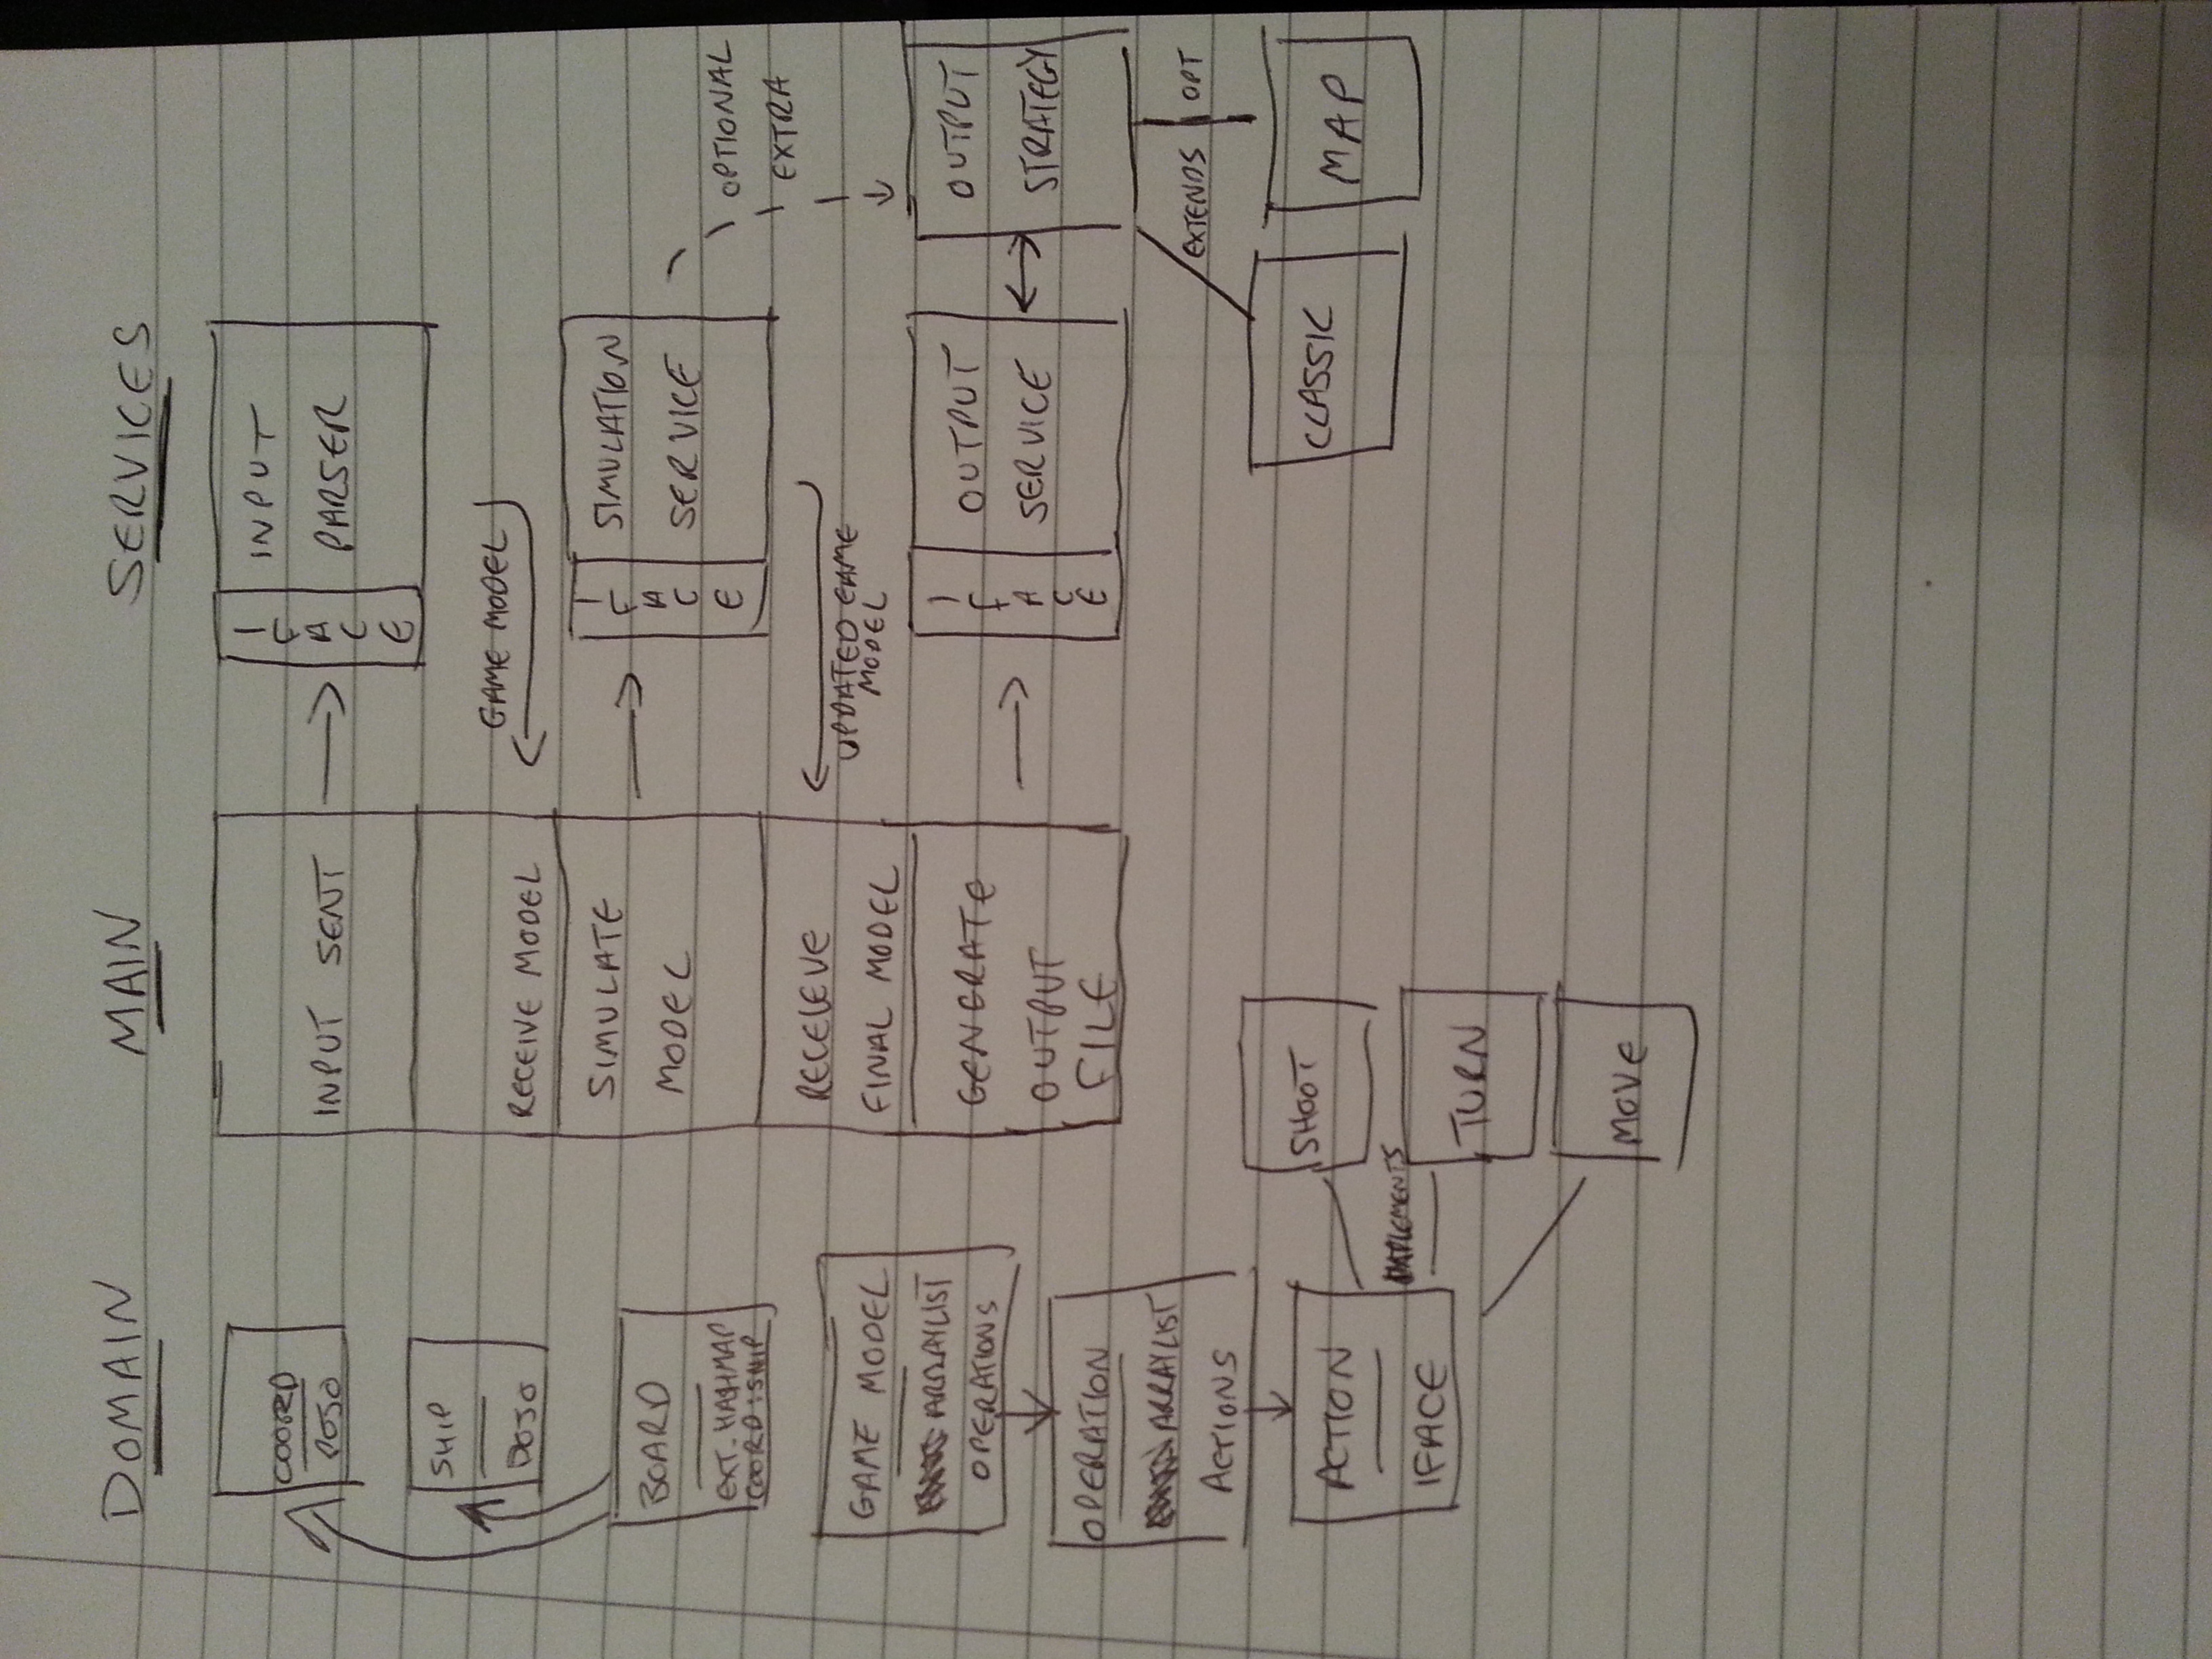 DOMAIN
COORD
POJO
SHIP
POJO
BOARD
EXT. HASHMAP
COORD:SHIP
GAME MODEL
ARRAYLIST
OPERATIONS
OPERATION
ARRAYLIST
ACTIONS
ACTION
IFACE
IMPLEMENTS
SHOOT
TURN
MOVE
MAIN
INPUT SENT
RECEIVE MODEL
SIMULATE
MODEL
RECELEVE
FINAL MODEL
GENERATE
OUTPUT
FILE
SERVICES
IFACE
INPUT
PARSER
GAME MODEL
IFACE
SIMULATION
SERVICE
OPTIONAL
EXTRA
UPDATED GAME
MODEL
IFACE
OUTPUT
SERVICE
OUTPUT
STRATEGY
EXTENDS
OPT
CLASSIC
MAP